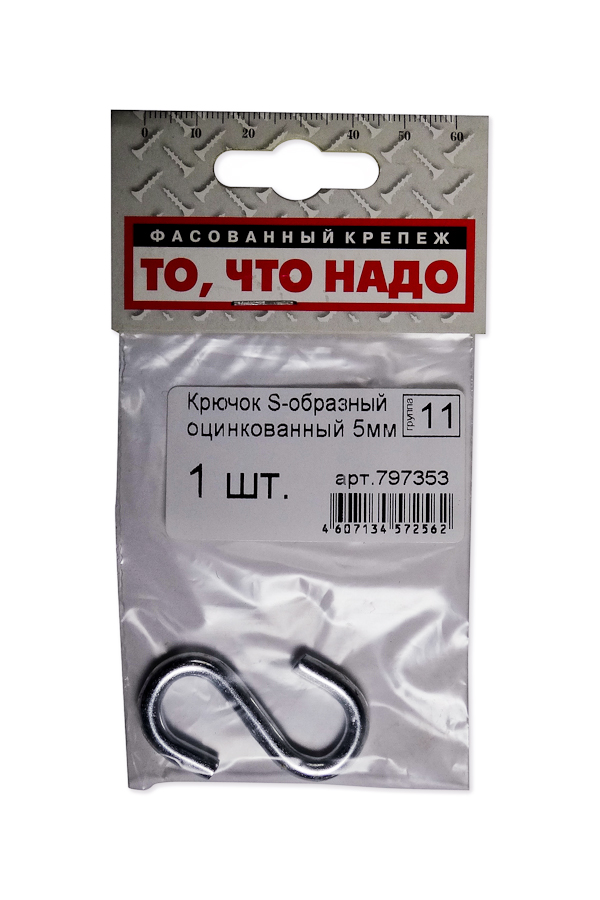 0 10 20 40 50 60
ФАСОВАННЫЙ КРЕПЕЖ
ТО, ЧТО НАДО
Крючок S-образный
оцинкованный 5мм
группа 11
1 шт.
арт.797353
4 607134 572562